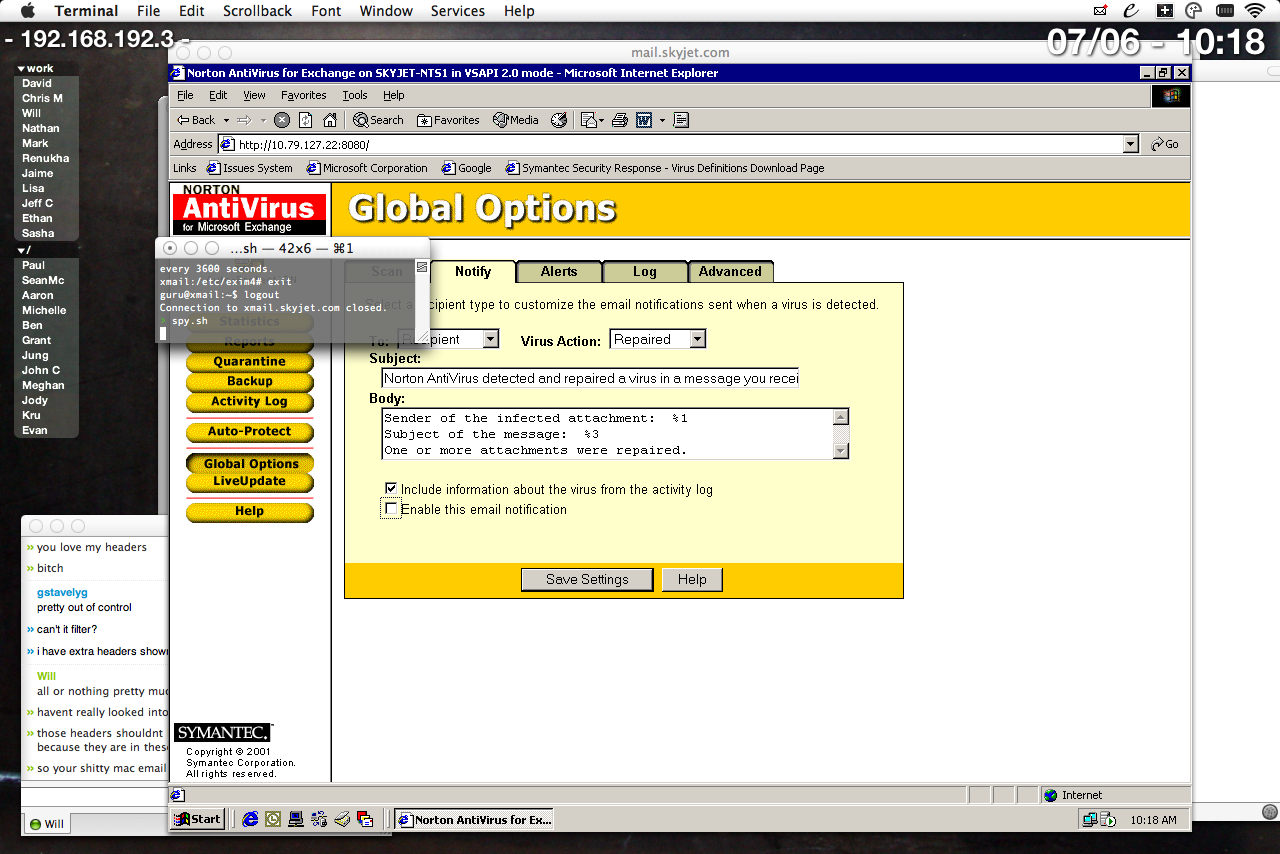 Terminal File Edit Scrollback Font Window Services Help
- 192.168.192.3 -
07/06 - 10:18
work
David
Chris M
Will
Nathan
Mark
Renukha
Jaime
Lisa
Jeff C
Ethan
Sasha
/
Paul
SeanMc
Aaron
Michelle
Ben
Grant
Jung
John C
Meghan
Jody
Kru
Evan
mail.skyjet.com
Norton AntiVirus for Exchange on SKYJET-NTS1 in VSAPI 2.0 mode - Microsoft Internet Explorer
File Edit View Favorites Tools Help
Back Search Favorites Media
Address http://10.79.127.22:8080/ Go
Links Issues System Microsoft Corporation Google Symantec Security Response - Virus Definitions Download Page
NORTON
AntiVirus
for Microsoft Exchange
Global Options
...sh — 42x6 — ⌘1
every 3600 seconds.
xmail:/etc/exim4# exit
guru@xmail:~$ logout
Connection to xmail.skyjet.com closed.
> spy.sh
Statistics
Reports
Quarantine
Backup
Activity Log
Auto-Protect
Global Options
LiveUpdate
Help
Scan Notify Alerts Log Advanced
Select a recipient type to customize the email notifications sent when a virus is detected.
To: Recipient Virus Action: Repaired
Subject:
Norton AntiVirus detected and repaired a virus in a message you recei
Body:
Sender of the infected attachment: %1
Subject of the message: %3
One or more attachments were repaired.
Include information about the virus from the activity log
Enable this email notification
Save Settings Help
SYMANTEC.
Copyright © 2001
Symantec Corporation.
All rights reserved.
» you love my headers
» bitch
gstavelyg
pretty out of control
» can't it filter?
» i have extra headers show
Will
all or nothing pretty muc
» havent really looked into
» those headers shouldnt
because they are in these
» so your shitty mac email
Will
Internet
Start Norton AntiVirus for Ex... 10:18 AM